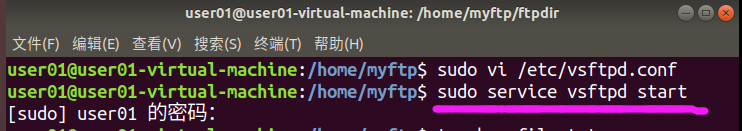 user01@user01-virtual-machine: /home/myftp/ftpdir
文件(F) 编辑(E) 查看(V) 搜索(S) 终端(T) 帮助(H)
user01@user01-virtual-machine:/home/myftp$ sudo vi /etc/vsftpd.conf
user01@user01-virtual-machine:/home/myftp$ sudo service vsftpd start
[sudo] user01 的密码：